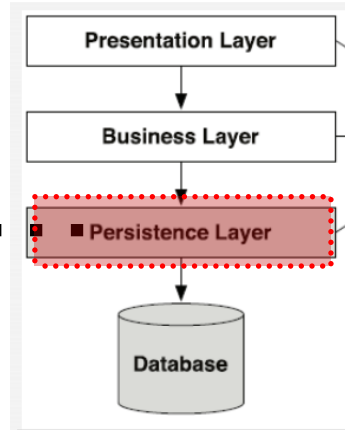 Presentation Layer
Business Layer
Persistence Layer
Database